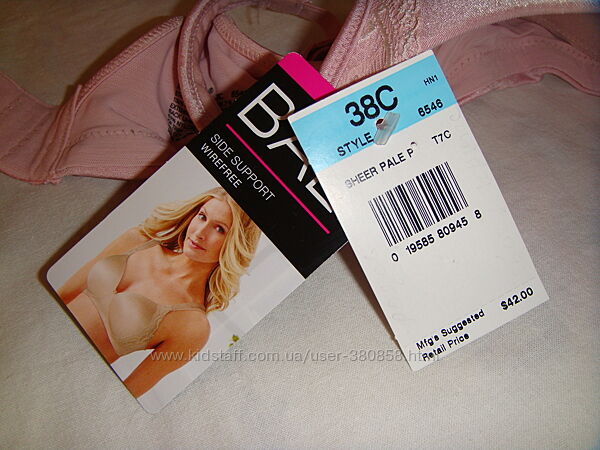 BAL
SIDE SUPPORT
WIREFREE
HN1
38C
STYLE 6546
SHEER PALE P T7C
0 19585 80945 8
$42.00
Mfg's Suggested
Retail Price
www.kidstaff.com.ua/user-380858.html